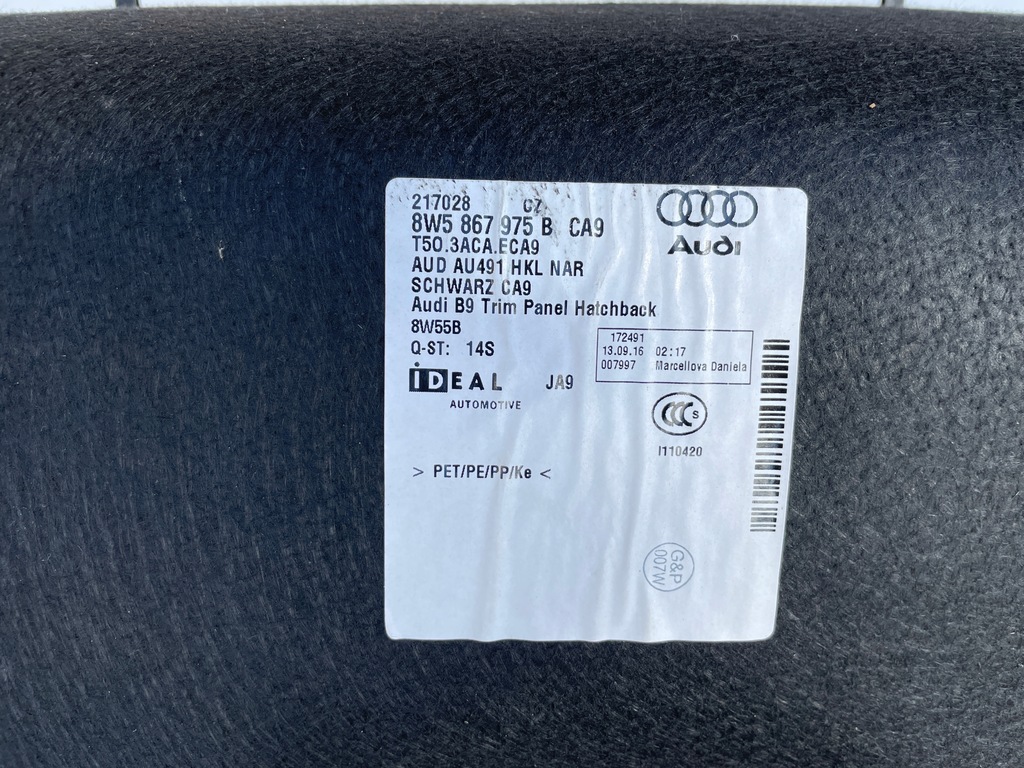 217028 CZ
8W5 867 975 B CA9
T50.3ACA.ECA9
AUD AU491 HKL NAR
SCHWARZ CA9
Audi B9 Trim Panel Hatchback
8W55B
Q-ST: 14S
Audi
172491
13.09.16 02:17
007997 Marcellova Daniela
iDEAL JA9
AUTOMOTIVE
CCC S
I110420
> PET/PE/PP/Ke <
G&P
007W